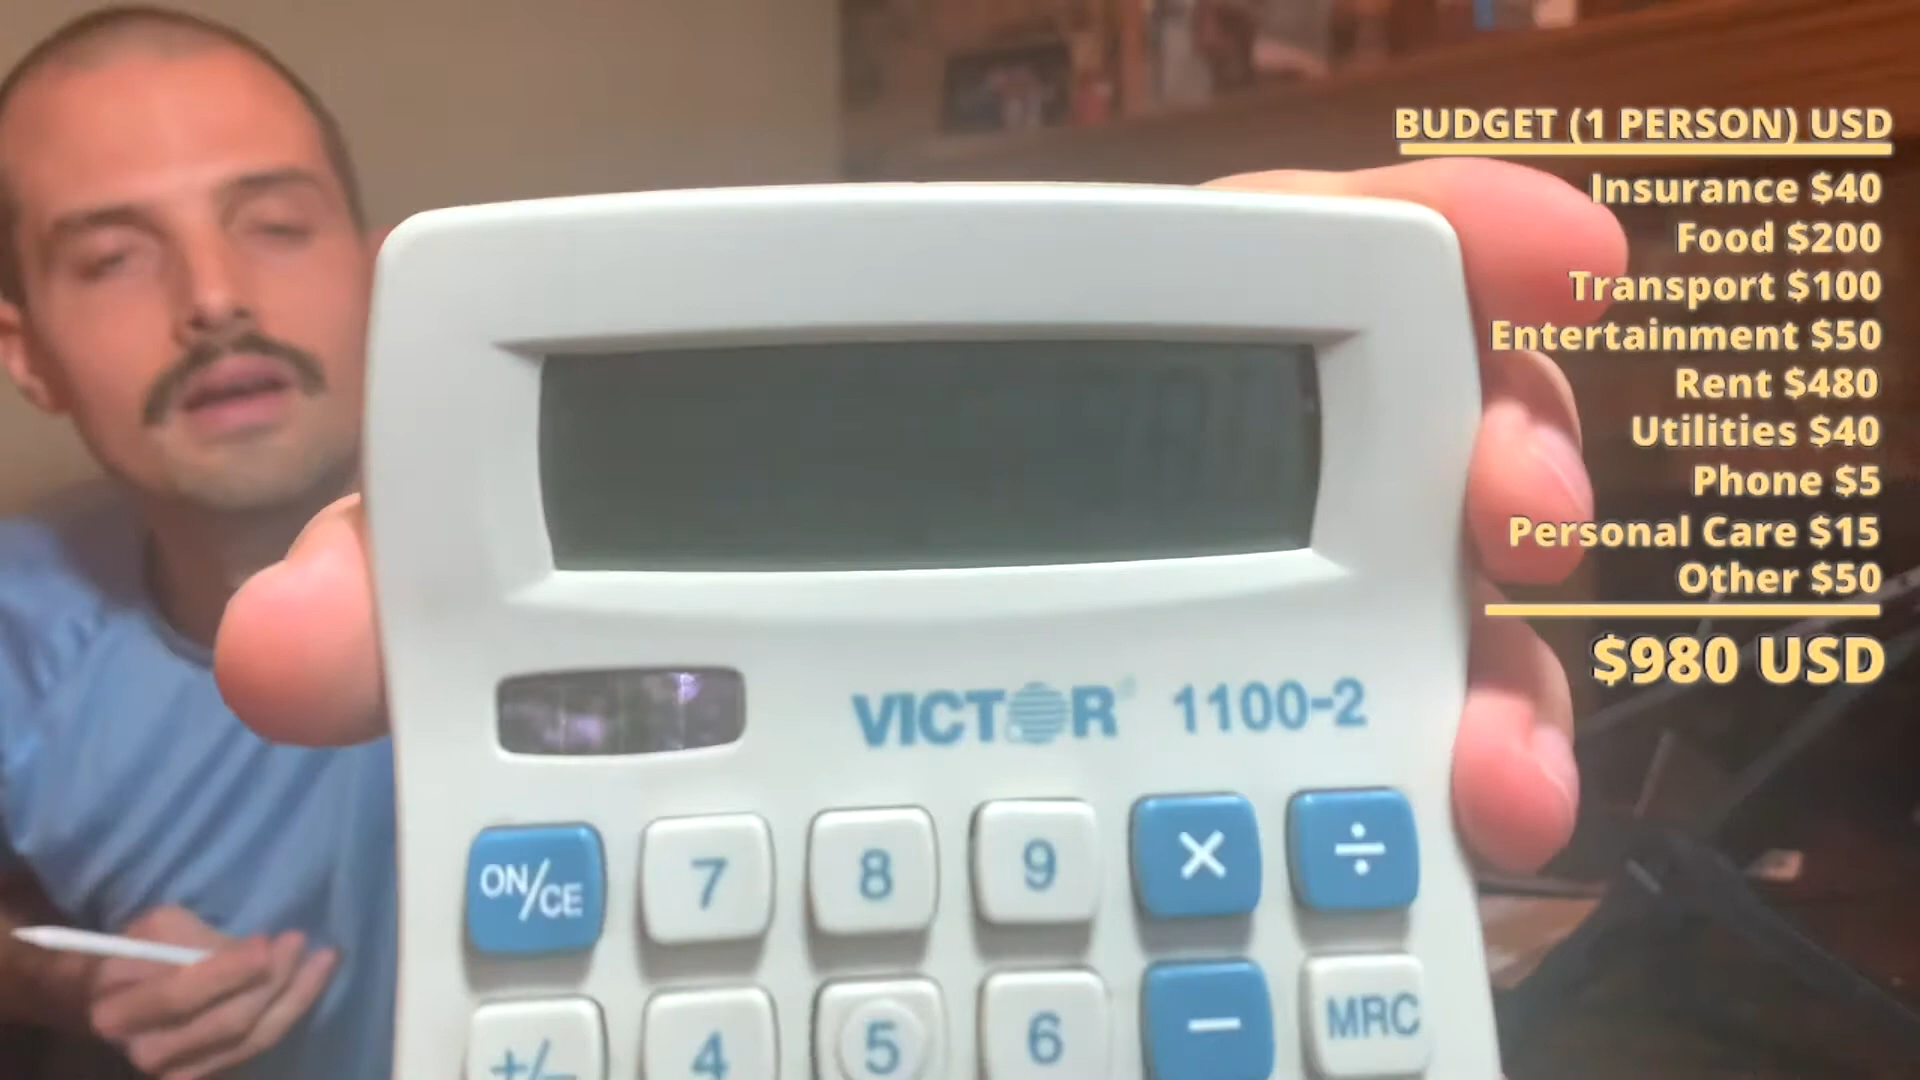 BUDGET (1 PERSON) USD
Insurance $40
Food $200
Transport $100
Entertainment $50
Rent $480
Utilities $40
Phone $5
Personal Care $15
Other $50
$980 USD
VICTOR 1100-2
ON/CE 7 8 9 × ÷
+/− 4 5 6 − MRC